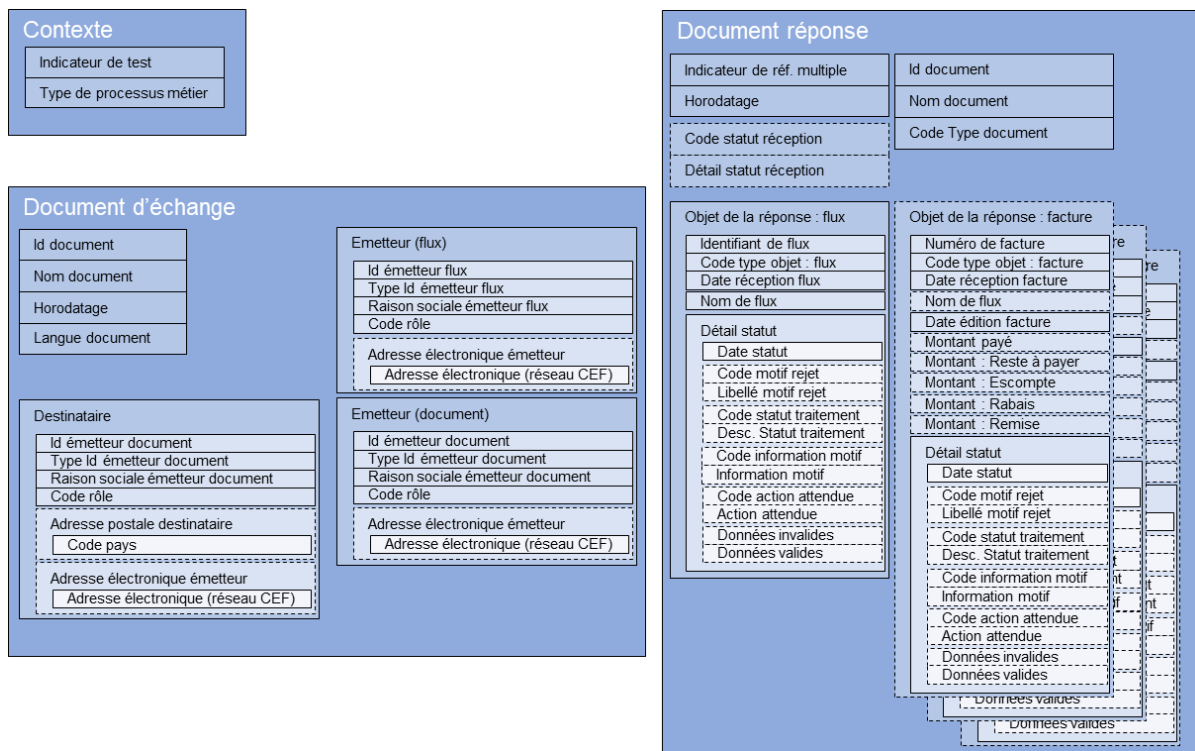 Contexte
Indicateur de test
Type de processus métier
Document d’échange
Id document
Nom document
Horodatage
Langue document
Emetteur (flux)
Id émetteur flux
Type Id émetteur flux
Raison sociale émetteur flux
Code rôle
Adresse électronique émetteur
Adresse électronique (réseau CEF)
Destinataire
Id émetteur document
Type Id émetteur document
Raison sociale émetteur document
Code rôle
Adresse postale destinataire
Code pays
Adresse électronique émetteur
Adresse électronique (réseau CEF)
Emetteur (document)
Id émetteur document
Type Id émetteur document
Raison sociale émetteur document
Code rôle
Adresse électronique émetteur
Adresse électronique (réseau CEF)
Document réponse
Indicateur de réf. multiple
Horodatage
Code statut réception
Détail statut réception
Id document
Nom document
Code Type document
Objet de la réponse : flux
Identifiant de flux
Code type objet : flux
Date réception flux
Nom de flux
Détail statut
Date statut
Code motif rejet
Libellé motif rejet
Code statut traitement
Desc. Statut traitement
Code information motif
Information motif
Code action attendue
Action attendue
Données invalides
Données valides
Objet de la réponse : facture
Numéro de facture
Code type objet : facture
Date réception facture
Nom de flux
Date édition facture
Montant payé
Montant : Reste à payer
Montant : Escompte
Montant : Rabais
Montant : Remise
Détail statut
Date statut
Code motif rejet
Libellé motif rejet
Code statut traitement
Desc. Statut traitement
Code information motif
Information motif
Code action attendue
Action attendue
Données invalides
Données valides
Données valides
Données valides